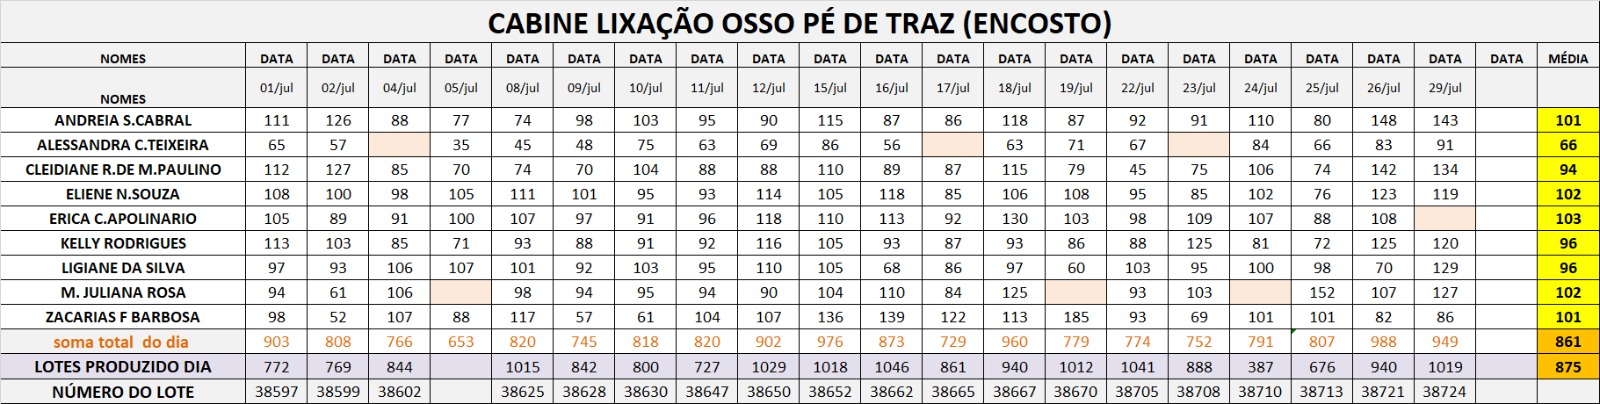 CABINE LIXAÇÃO OSSO PÉ DE TRAZ (ENCOSTO)
NOMES DATA DATA DATA DATA DATA DATA DATA DATA DATA DATA DATA DATA DATA DATA DATA DATA DATA DATA DATA DATA DATA MÉDIA
NOMES 01/jul 02/jul 04/jul 05/jul 08/jul 09/jul 10/jul 11/jul 12/jul 15/jul 16/jul 17/jul 18/jul 19/jul 22/jul 23/jul 24/jul 25/jul 26/jul 29/jul
ANDREIA S.CABRAL 111 126 88 77 74 98 103 95 90 115 87 86 118 87 92 91 110 80 148 143 101
ALESSANDRA C.TEIXEIRA 65 57 35 45 48 75 63 69 86 56 63 71 67 84 66 83 91 66
CLEIDIANE R.DE M.PAULINO 112 127 85 70 74 70 104 88 88 110 89 87 115 79 45 75 106 74 142 134 94
ELIENE N.SOUZA 108 100 98 105 111 101 95 93 114 105 118 85 106 108 95 85 102 76 123 119 102
ERICA C.APOLINARIO 105 89 91 100 107 97 91 96 118 110 113 92 130 103 98 109 107 88 108 103
KELLY RODRIGUES 113 103 85 71 93 88 91 92 116 105 93 87 93 86 88 125 81 72 125 120 96
LIGIANE DA SILVA 97 93 106 107 101 92 103 95 110 105 68 86 97 60 103 95 100 98 70 129 96
M. JULIANA ROSA 94 61 106 98 94 95 94 90 104 110 84 125 93 103 152 107 127 102
ZACARIAS F BARBOSA 98 52 107 88 117 57 61 104 107 136 139 122 113 185 93 69 101 101 82 86 101
soma total do dia 903 808 766 653 820 745 818 820 902 976 873 729 960 779 774 752 791 807 988 949 861
LOTES PRODUZIDO DIA 772 769 844 1015 842 800 727 1029 1018 1046 861 940 1012 1041 888 387 676 940 1019 875
NÚMERO DO LOTE 38597 38599 38602 38625 38628 38630 38647 38650 38652 38662 38665 38667 38670 38705 38708 38710 38713 38721 38724